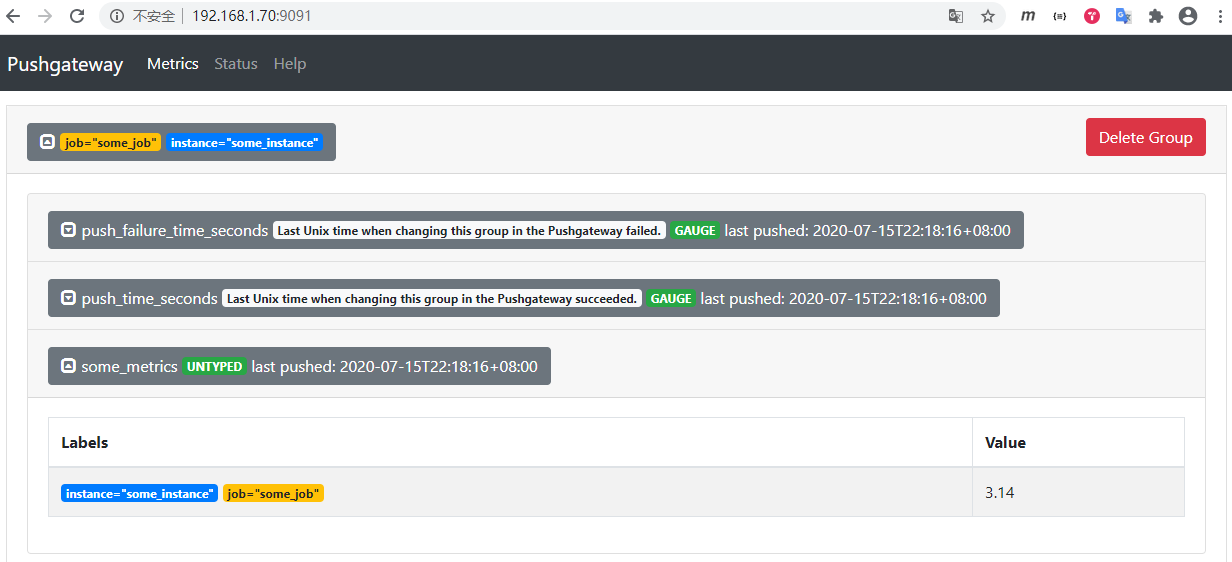 不安全 192.168.1.70:9091
Pushgateway Metrics Status Help
job="some_job" instance="some_instance" Delete Group
push_failure_time_seconds Last Unix time when changing this group in the Pushgateway failed. GAUGE last pushed: 2020-07-15T22:18:16+08:00
push_time_seconds Last Unix time when changing this group in the Pushgateway succeeded. GAUGE last pushed: 2020-07-15T22:18:16+08:00
some_metrics UNTYPED last pushed: 2020-07-15T22:18:16+08:00
Labels Value
instance="some_instance" job="some_job" 3.14